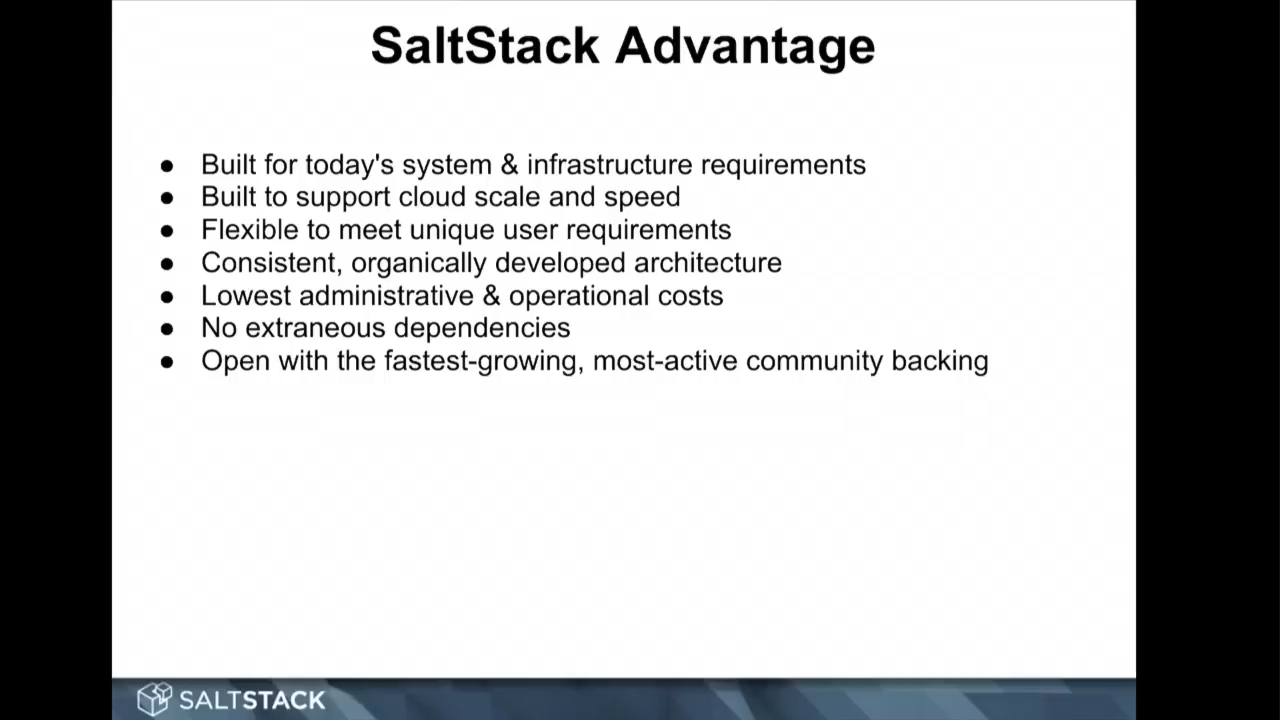 SaltStack Advantage
● Built for today's system & infrastructure requirements
● Built to support cloud scale and speed
● Flexible to meet unique user requirements
● Consistent, organically developed architecture
● Lowest administrative & operational costs
● No extraneous dependencies
● Open with the fastest-growing, most-active community backing
SALTSTACK